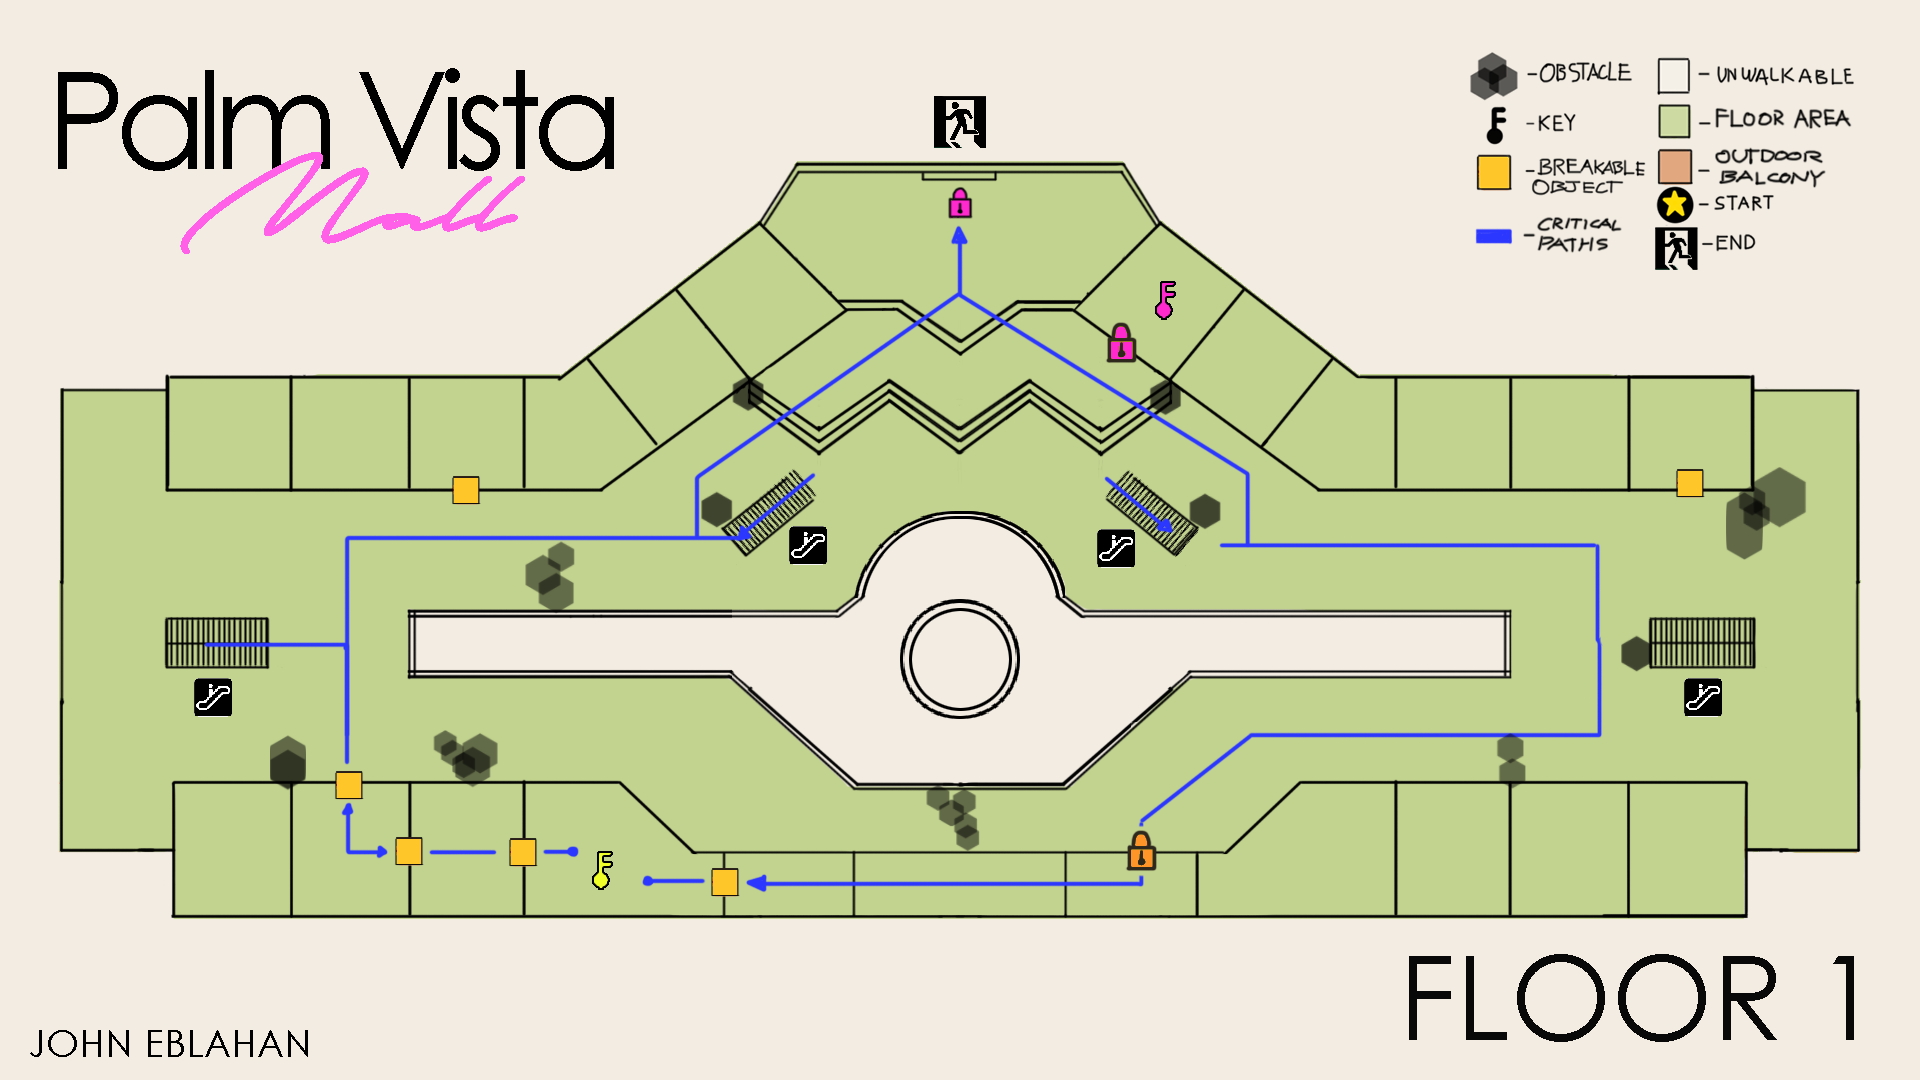 Palm Vista
Mall
-OBSTACLE
-KEY
-BREAKABLE
OBJECT
-CRITICAL
PATHS
- UNWALKABLE
- FLOOR AREA
- OUTDOOR
BALCONY
- START
-END
FLOOR 1
JOHN EBLAHAN